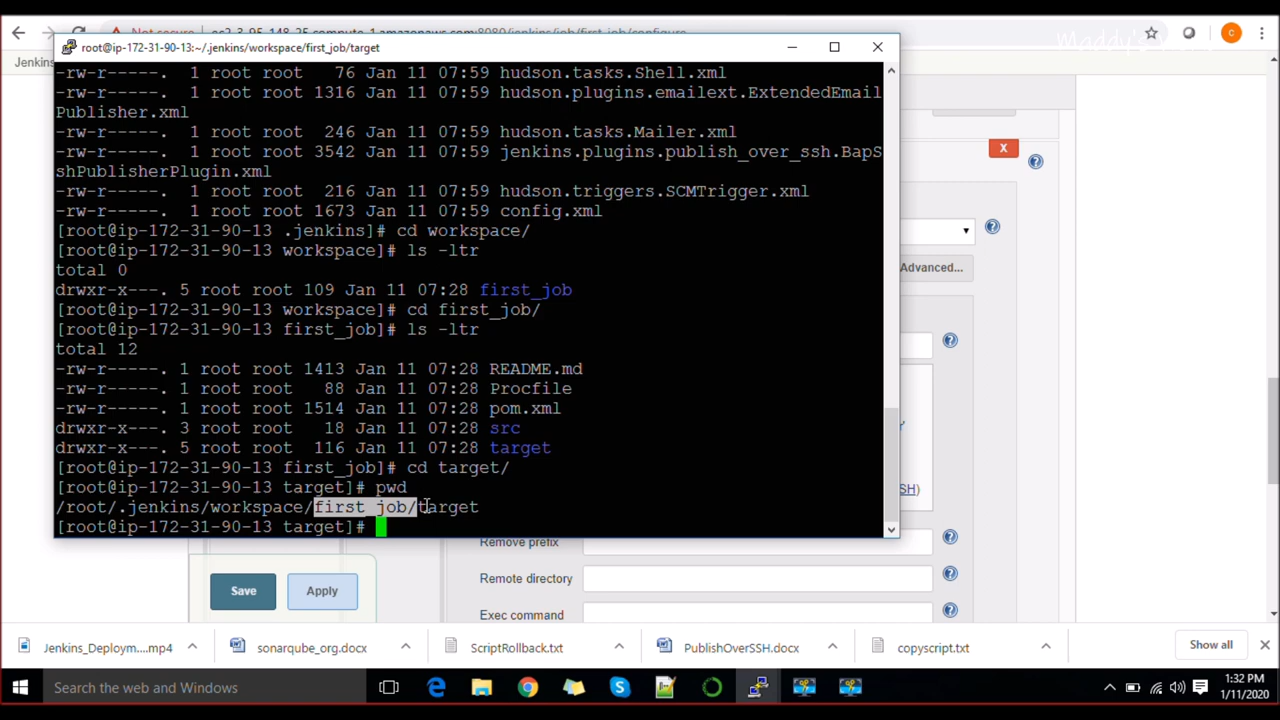 root@ip-172-31-90-13:~/.jenkins/workspace/first_job/target
Jenkins
-rw-r-----. 1 root root   76 Jan 11 07:59 hudson.tasks.Shell.xml
-rw-r-----. 1 root root 1316 Jan 11 07:59 hudson.plugins.emailext.ExtendedEmail
Publisher.xml
-rw-r-----. 1 root root  246 Jan 11 07:59 hudson.tasks.Mailer.xml
-rw-r-----. 1 root root 3542 Jan 11 07:59 jenkins.plugins.publish_over_ssh.BapS
shPublisherPlugin.xml
-rw-r-----. 1 root root  216 Jan 11 07:59 hudson.triggers.SCMTrigger.xml
-rw-r-----. 1 root root 1673 Jan 11 07:59 config.xml
[root@ip-172-31-90-13 .jenkins]# cd workspace/
[root@ip-172-31-90-13 workspace]# ls -ltr
total 0
drwxr-x---. 5 root root 109 Jan 11 07:28 first_job
[root@ip-172-31-90-13 workspace]# cd first_job/
[root@ip-172-31-90-13 first_job]# ls -ltr
total 12
-rw-r-----. 1 root root 1413 Jan 11 07:28 README.md
-rw-r-----. 1 root root   88 Jan 11 07:28 Procfile
-rw-r-----. 1 root root 1514 Jan 11 07:28 pom.xml
drwxr-x---. 3 root root   18 Jan 11 07:28 src
drwxr-x---. 5 root root  116 Jan 11 07:28 target
[root@ip-172-31-90-13 first_job]# cd target/
[root@ip-172-31-90-13 target]# pwd
/root/.jenkins/workspace/first_job/target
[root@ip-172-31-90-13 target]#
C
X
Advanced...
SH)
Remove prefix
Remote directory
Exec command
Save
Apply
Jenkins_Deploym....mp4
sonarqube_org.docx
ScriptRollback.txt
PublishOverSSH.docx
copyscript.txt
Show all
Search the web and Windows
1:32 PM
1/11/2020